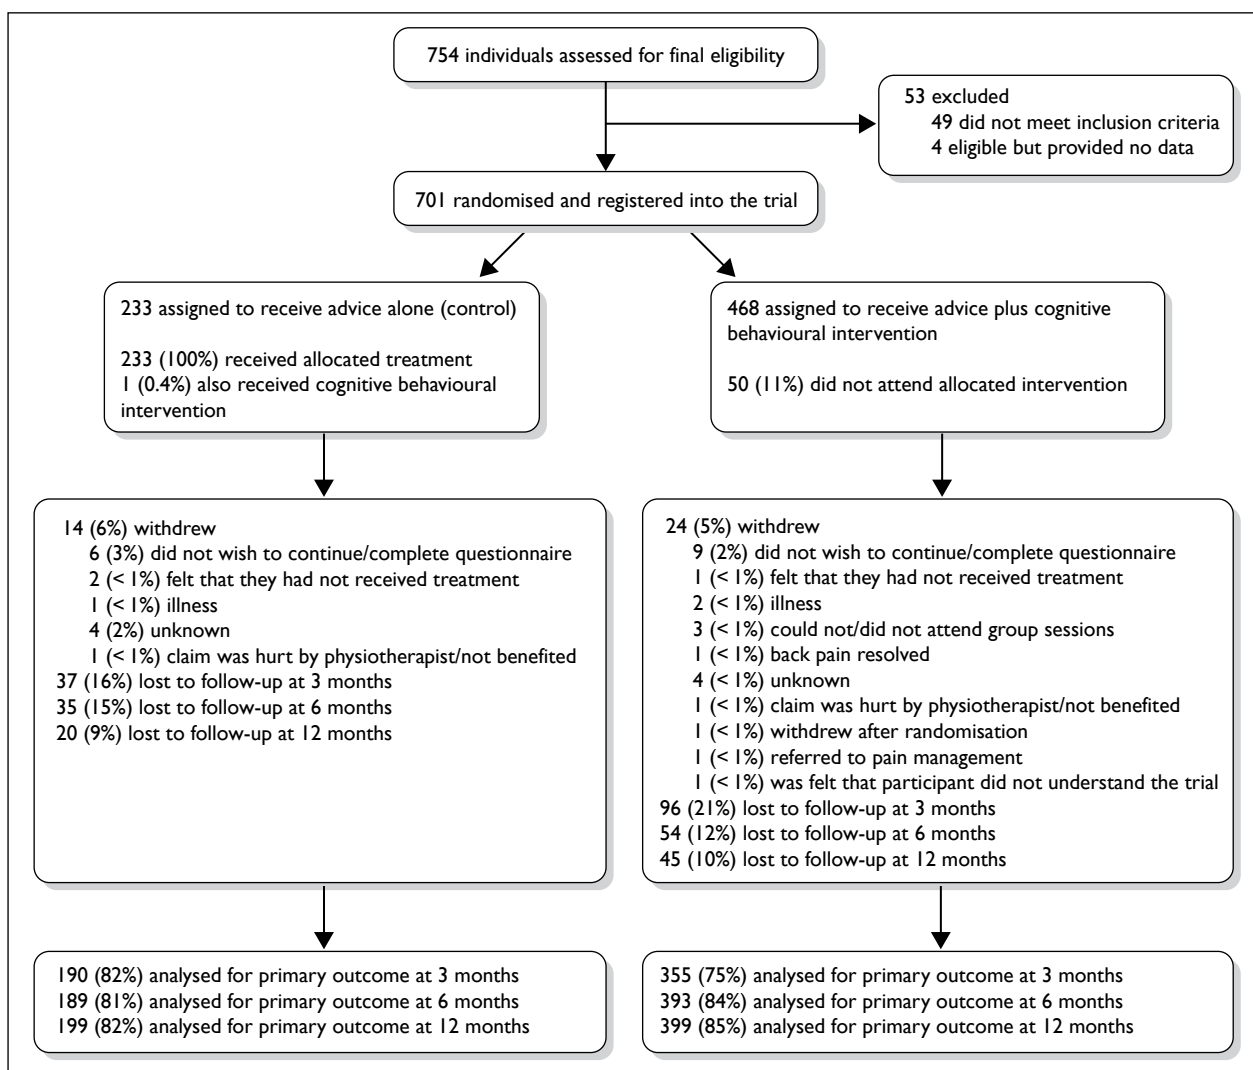 754 individuals assessed for final eligibility
53 excluded
49 did not meet inclusion criteria
4 eligible but provided no data
701 randomised and registered into the trial
233 assigned to receive advice alone (control)
233 (100%) received allocated treatment
1 (0.4%) also received cognitive behavioural
intervention
468 assigned to receive advice plus cognitive
behavioural intervention
50 (11%) did not attend allocated intervention
14 (6%) withdrew
6 (3%) did not wish to continue/complete questionnaire
2 (< 1%) felt that they had not received treatment
1 (< 1%) illness
4 (2%) unknown
1 (< 1%) claim was hurt by physiotherapist/not benefited
37 (16%) lost to follow-up at 3 months
35 (15%) lost to follow-up at 6 months
20 (9%) lost to follow-up at 12 months
24 (5%) withdrew
9 (2%) did not wish to continue/complete questionnaire
1 (< 1%) felt that they had not received treatment
2 (< 1%) illness
3 (< 1%) could not/did not attend group sessions
1 (< 1%) back pain resolved
4 (< 1%) unknown
1 (< 1%) claim was hurt by physiotherapist/not benefited
1 (< 1%) withdrew after randomisation
1 (< 1%) referred to pain management
1 (< 1%) was felt that participant did not understand the trial
96 (21%) lost to follow-up at 3 months
54 (12%) lost to follow-up at 6 months
45 (10%) lost to follow-up at 12 months
190 (82%) analysed for primary outcome at 3 months
189 (81%) analysed for primary outcome at 6 months
199 (82%) analysed for primary outcome at 12 months
355 (75%) analysed for primary outcome at 3 months
393 (84%) analysed for primary outcome at 6 months
399 (85%) analysed for primary outcome at 12 months